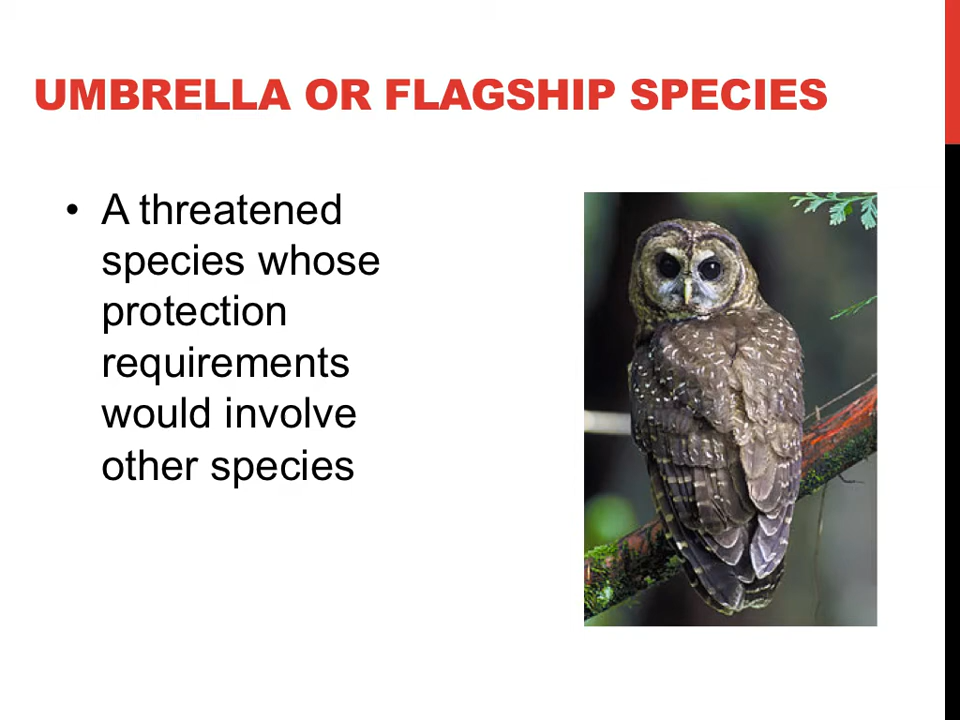 UMBRELLA OR FLAGSHIP SPECIES
• A threatened
species whose
protection
requirements
would involve
other species